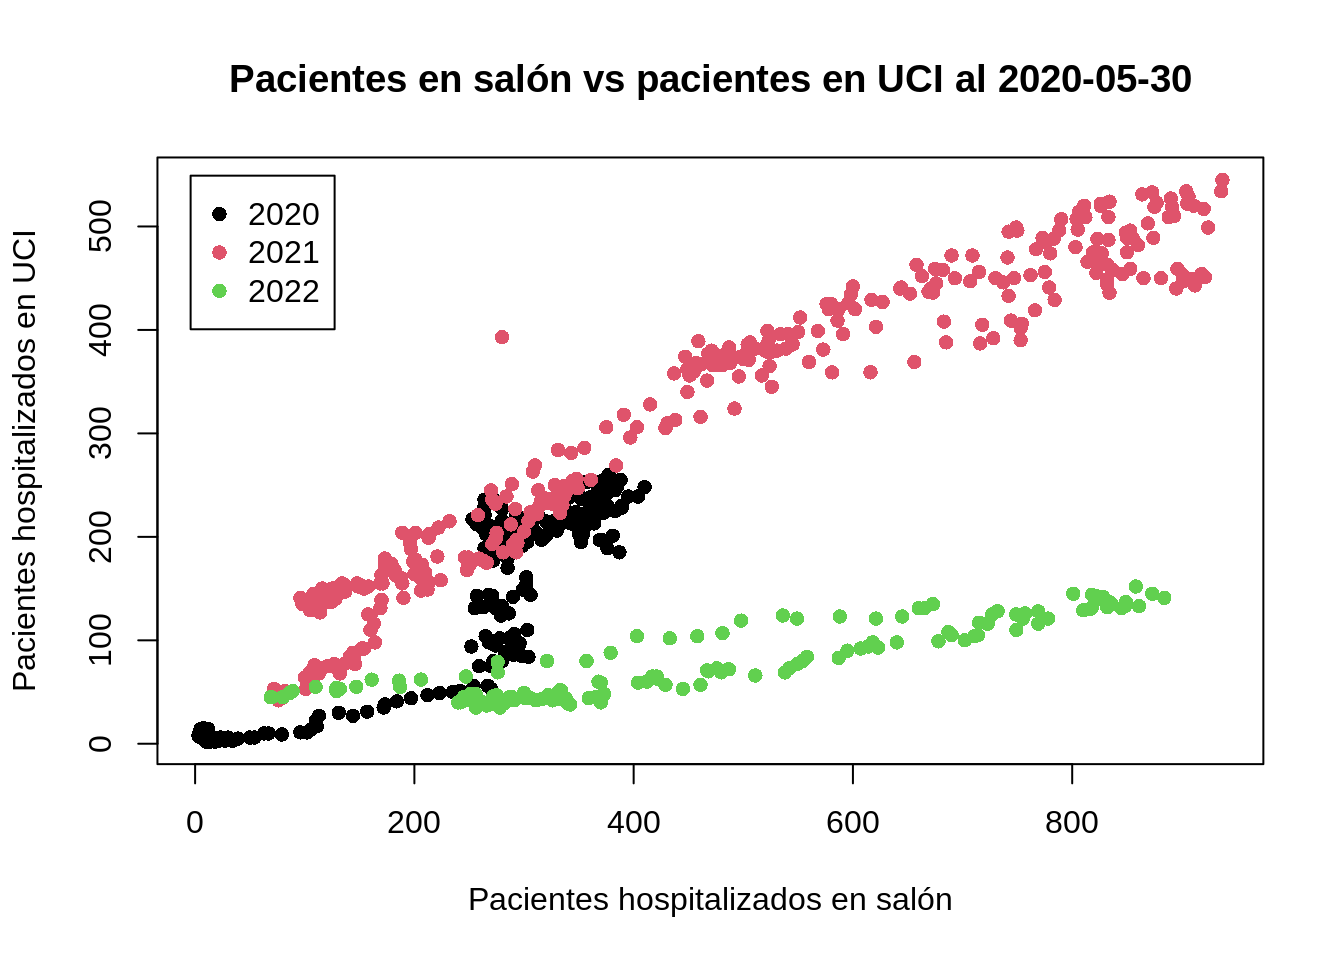 Pacientes en salón vs pacientes en UCI al 2020-05-30
2020
2021
2022
Pacientes hospitalizados en UCI
500
400
300
200
100
0
0 200 400 600 800
Pacientes hospitalizados en salón